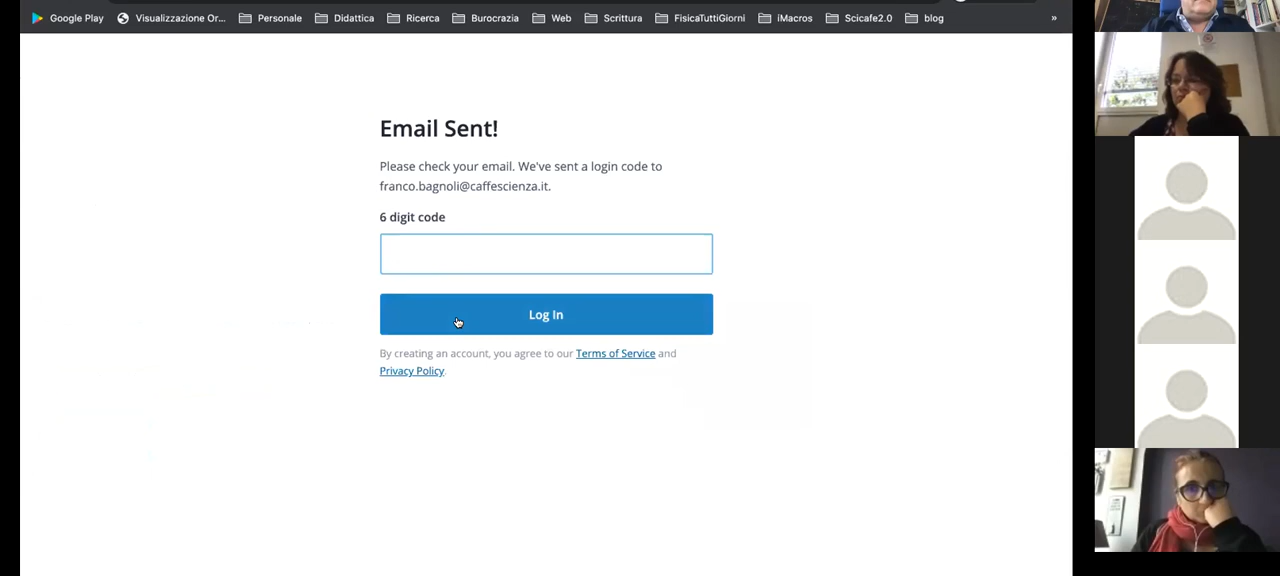 Google Play Visualizzazione Or... Personale Didattica Ricerca Burocrazia Web Scrittura FisicaTuttiGiorni iMacros Scicafe2.0 blog »
Email Sent!
Please check your email. We've sent a login code to
franco.bagnoli@caffescienza.it.
6 digit code
Log In
By creating an account, you agree to our Terms of Service and
Privacy Policy.